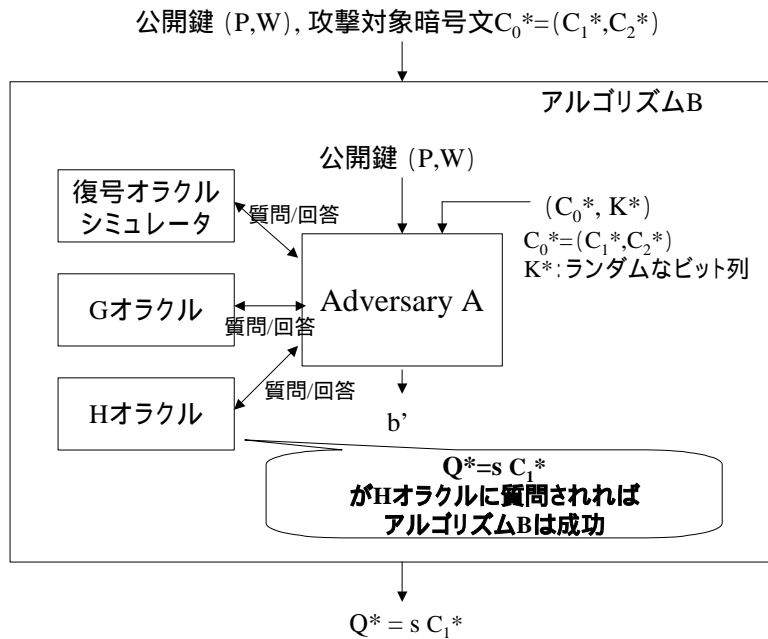 公開鍵 (P,W), 攻撃対象暗号文C₀*=(C₁*,C₂*)
アルゴリズムB
公開鍵 (P,W)
復号オラクル
シミュレータ
質問/回答
(C₀*, K*)
C₀*=(C₁*,C₂*)
K*:ランダムなビット列
Gオラクル
質問/回答
Adversary A
Hオラクル
質問/回答
b'
Q*=s C₁*
がHオラクルに質問されれば
アルゴリズムBは成功
Q* = s C₁*